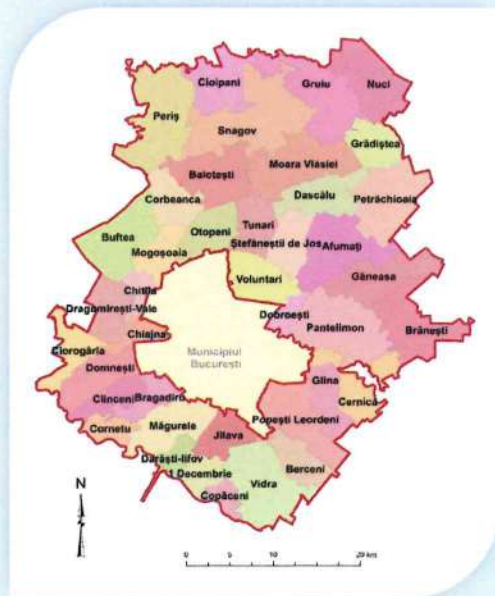 Ciolpani
Gruiu
Nuci
Periș
Snagov
Grădiștea
Moara Vlăsiei
Balotești
Dascălu
Petrăchioaia
Corbeanca
Tunari
Otopeni
Buftea
Ștefăneștii de Jos
Afumați
Mogoșoaia
Găneasa
Voluntari
Chitila
Dragomirești-Vale
Dobroești
Brănești
Pantelimon
Chiajna
Municipiul
București
Ciorogârla
Domnești
Glina
Cernica
Clinceni
Bragadiru
Popești Leordeni
Cornetu
Măgurele
Jilava
Dărăști-Ilfov
1 Decembrie
Berceni
Vidra
Copăceni
N
0 5 10 20 km